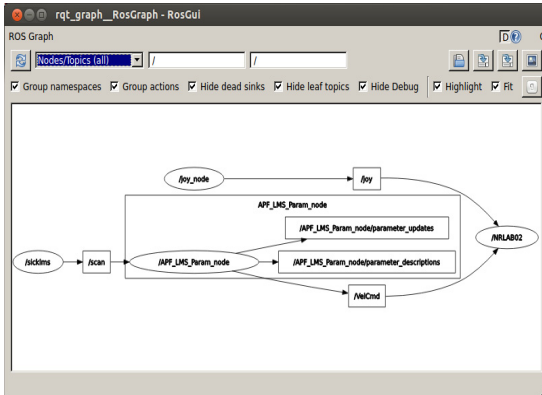 rqt_graph__RosGraph - RosGui
ROS Graph
D
Nodes/Topics (all) / /
Group namespaces Group actions Hide dead sinks Hide leaf topics Hide Debug Highlight Fit
/joy_node /joy
APF_LMS_Param_node
/APF_LMS_Param_node/parameter_updates
/NRLAB02
/sicklms /scan /APF_LMS_Param_node /APF_LMS_Param_node/parameter_descriptions
/VelCmd